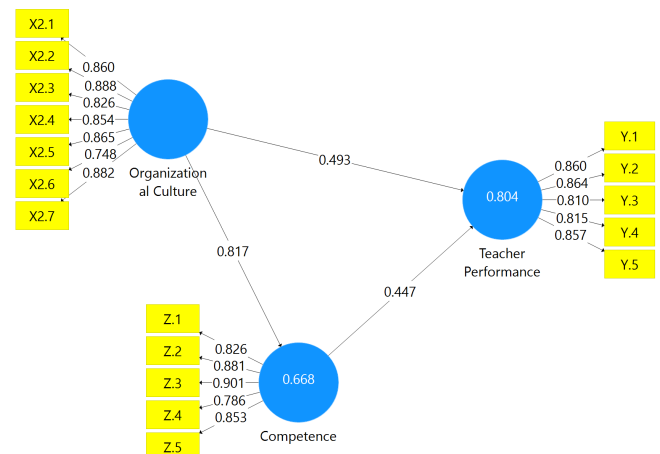 X2.1
X2.2
X2.3
X2.4
X2.5
X2.6
X2.7
0.860
0.888
0.826
0.854
0.865
0.748
0.882
Organization
al Culture
0.493
0.817
0.447
0.804
Teacher
Performance
0.860
0.864
0.810
0.815
0.857
Y.1
Y.2
Y.3
Y.4
Y.5
Z.1
Z.2
Z.3
Z.4
Z.5
0.826
0.881
0.901
0.786
0.853
0.668
Competence